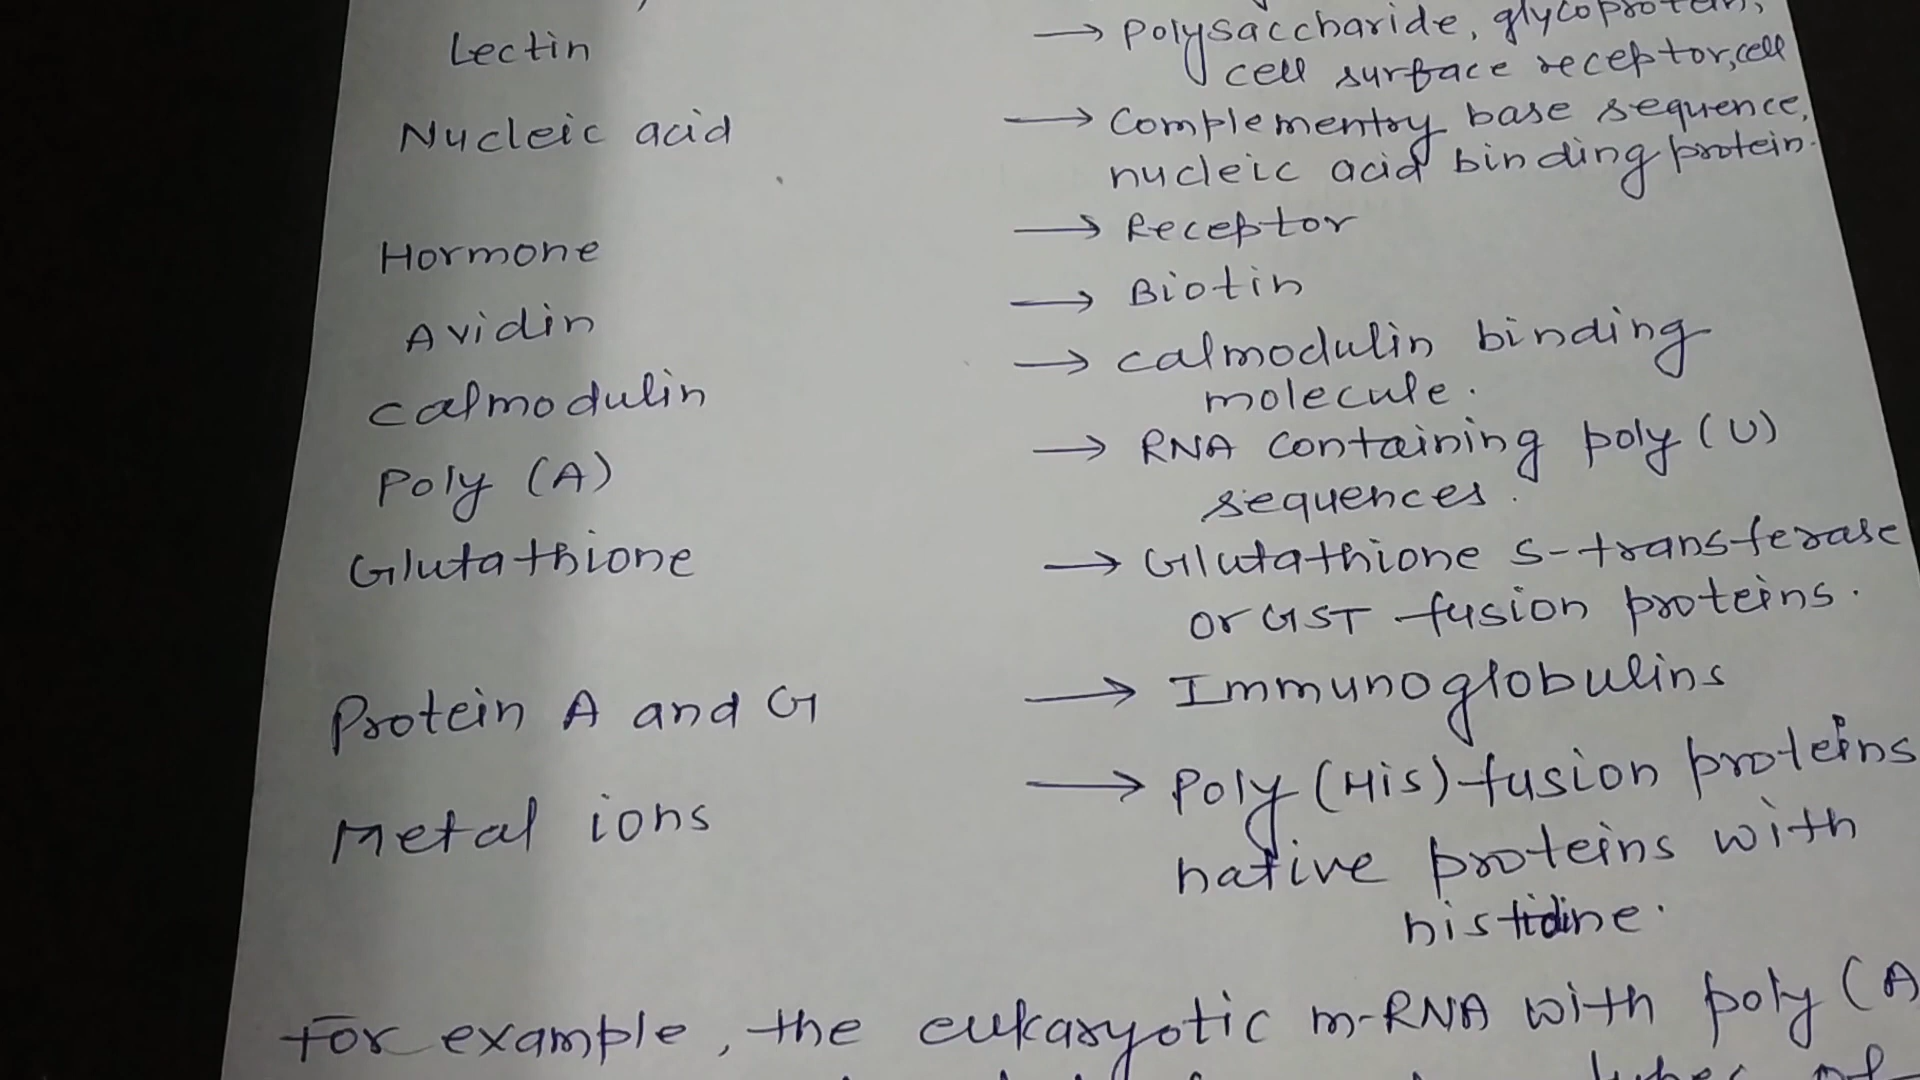 Lectin → Polysaccharide, glycoprotein,
cell surface receptor, cell
Nucleic acid → Complementry base sequence,
nucleic acid binding protein.
Hormone → Receptor
Avidin → Biotin
Calmodulin → Calmodulin binding
molecule.
Poly (A) → RNA containing poly (U)
sequences.
Glutathione → Glutathione S-transferase
or GST fusion proteins.
Protein A and G → Immunoglobulins
Metal ions → Poly (His)-fusion proteins
native proteins with
histidine.
For example, the eukaryotic m-RNA with poly (A